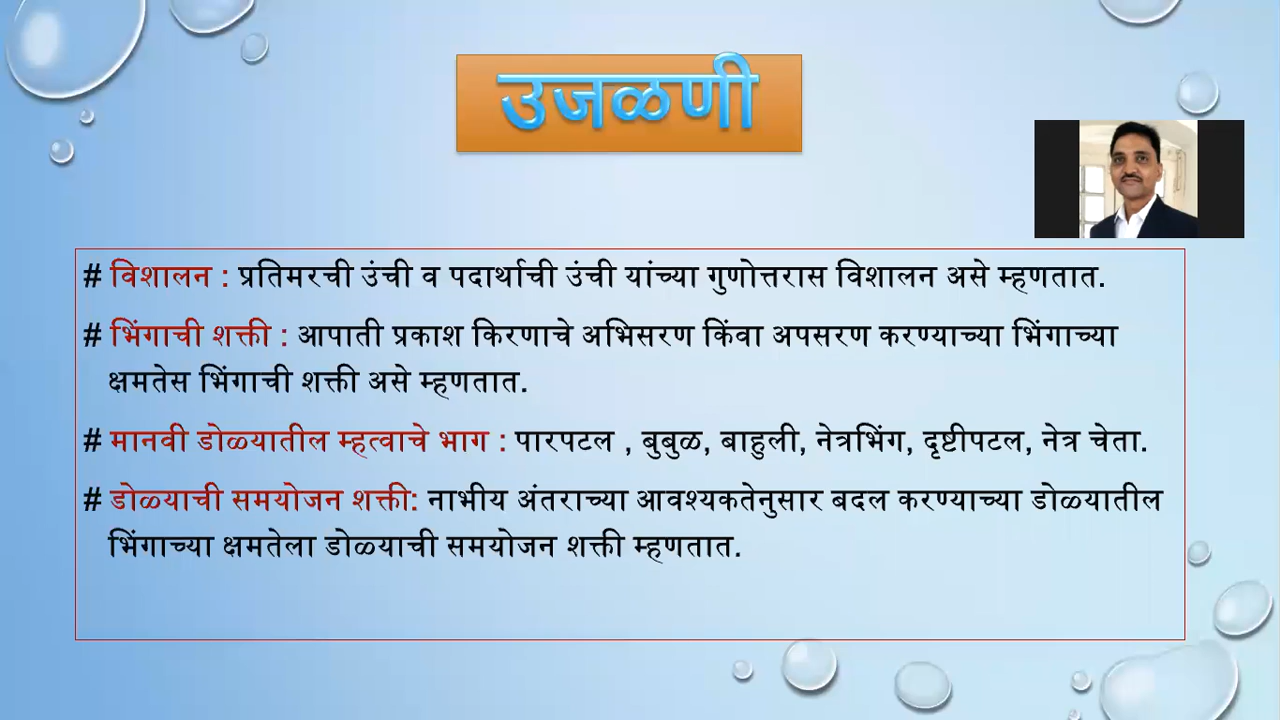 उजळणी
# विशालन : प्रतिमरची उंची व पदार्थाची उंची यांच्या गुणोत्तरास विशालन असे म्हणतात.
# भिंगाची शक्ती : आपाती प्रकाश किरणाचे अभिसरण किंवा अपसरण करण्याच्या भिंगाच्या
क्षमतेस भिंगाची शक्ती असे म्हणतात.
# मानवी डोळ्यातील म्हत्वाचे भाग : पारपटल , बुबुळ, बाहुली, नेत्रभिंग, दृष्टीपटल, नेत्र चेता.
# डोळ्याची समयोजन शक्ती: नाभीय अंतराच्या आवश्यकतेनुसार बदल करण्याच्या डोळ्यातील
भिंगाच्या क्षमतेला डोळ्याची समयोजन शक्ती म्हणतात.